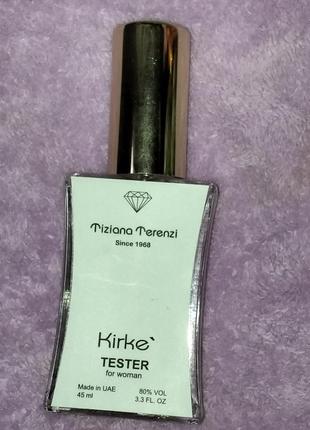 Tiziana Terenzi
Since 1968
Kirke`
TESTER
for woman
Made in UAE 80% VOL
45 ml 3.3 FL. OZ